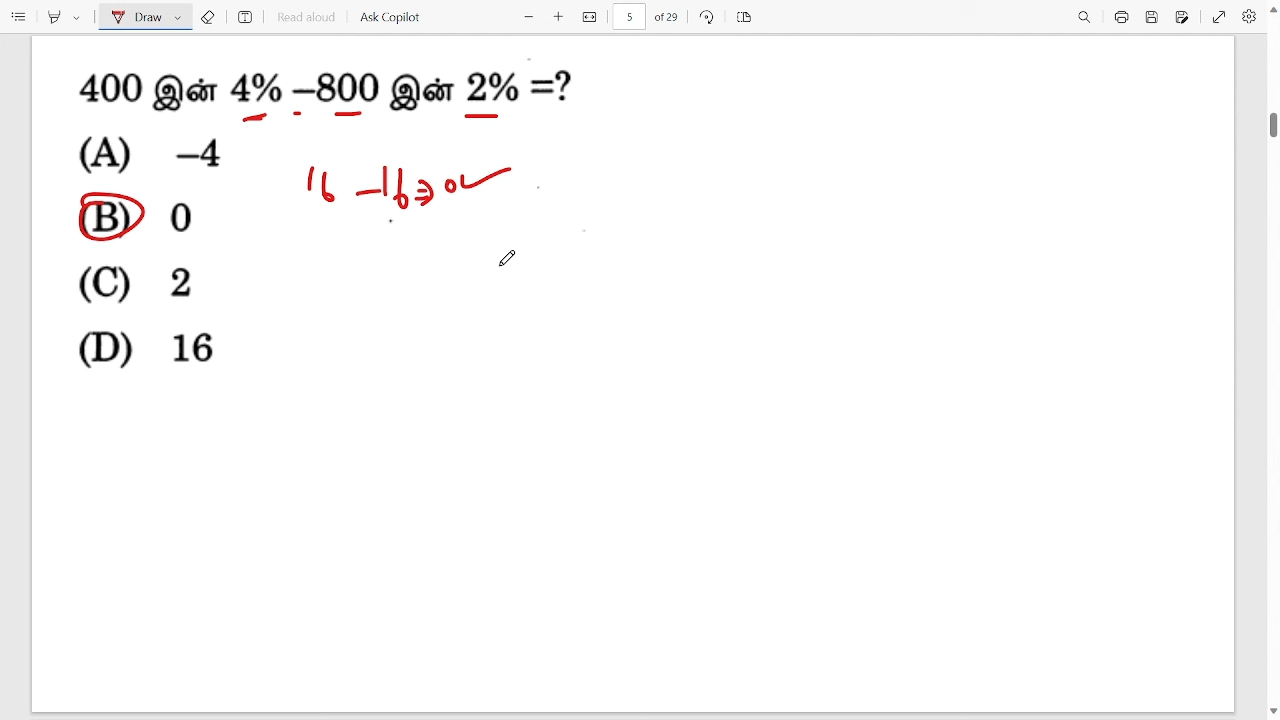 Draw
Read aloud
Ask Copilot
5 of 29
400 இன் 4% –800 இன் 2% =?
(A) –4
16 –16 ⇒ 0
(B) 0
(C) 2
(D) 16